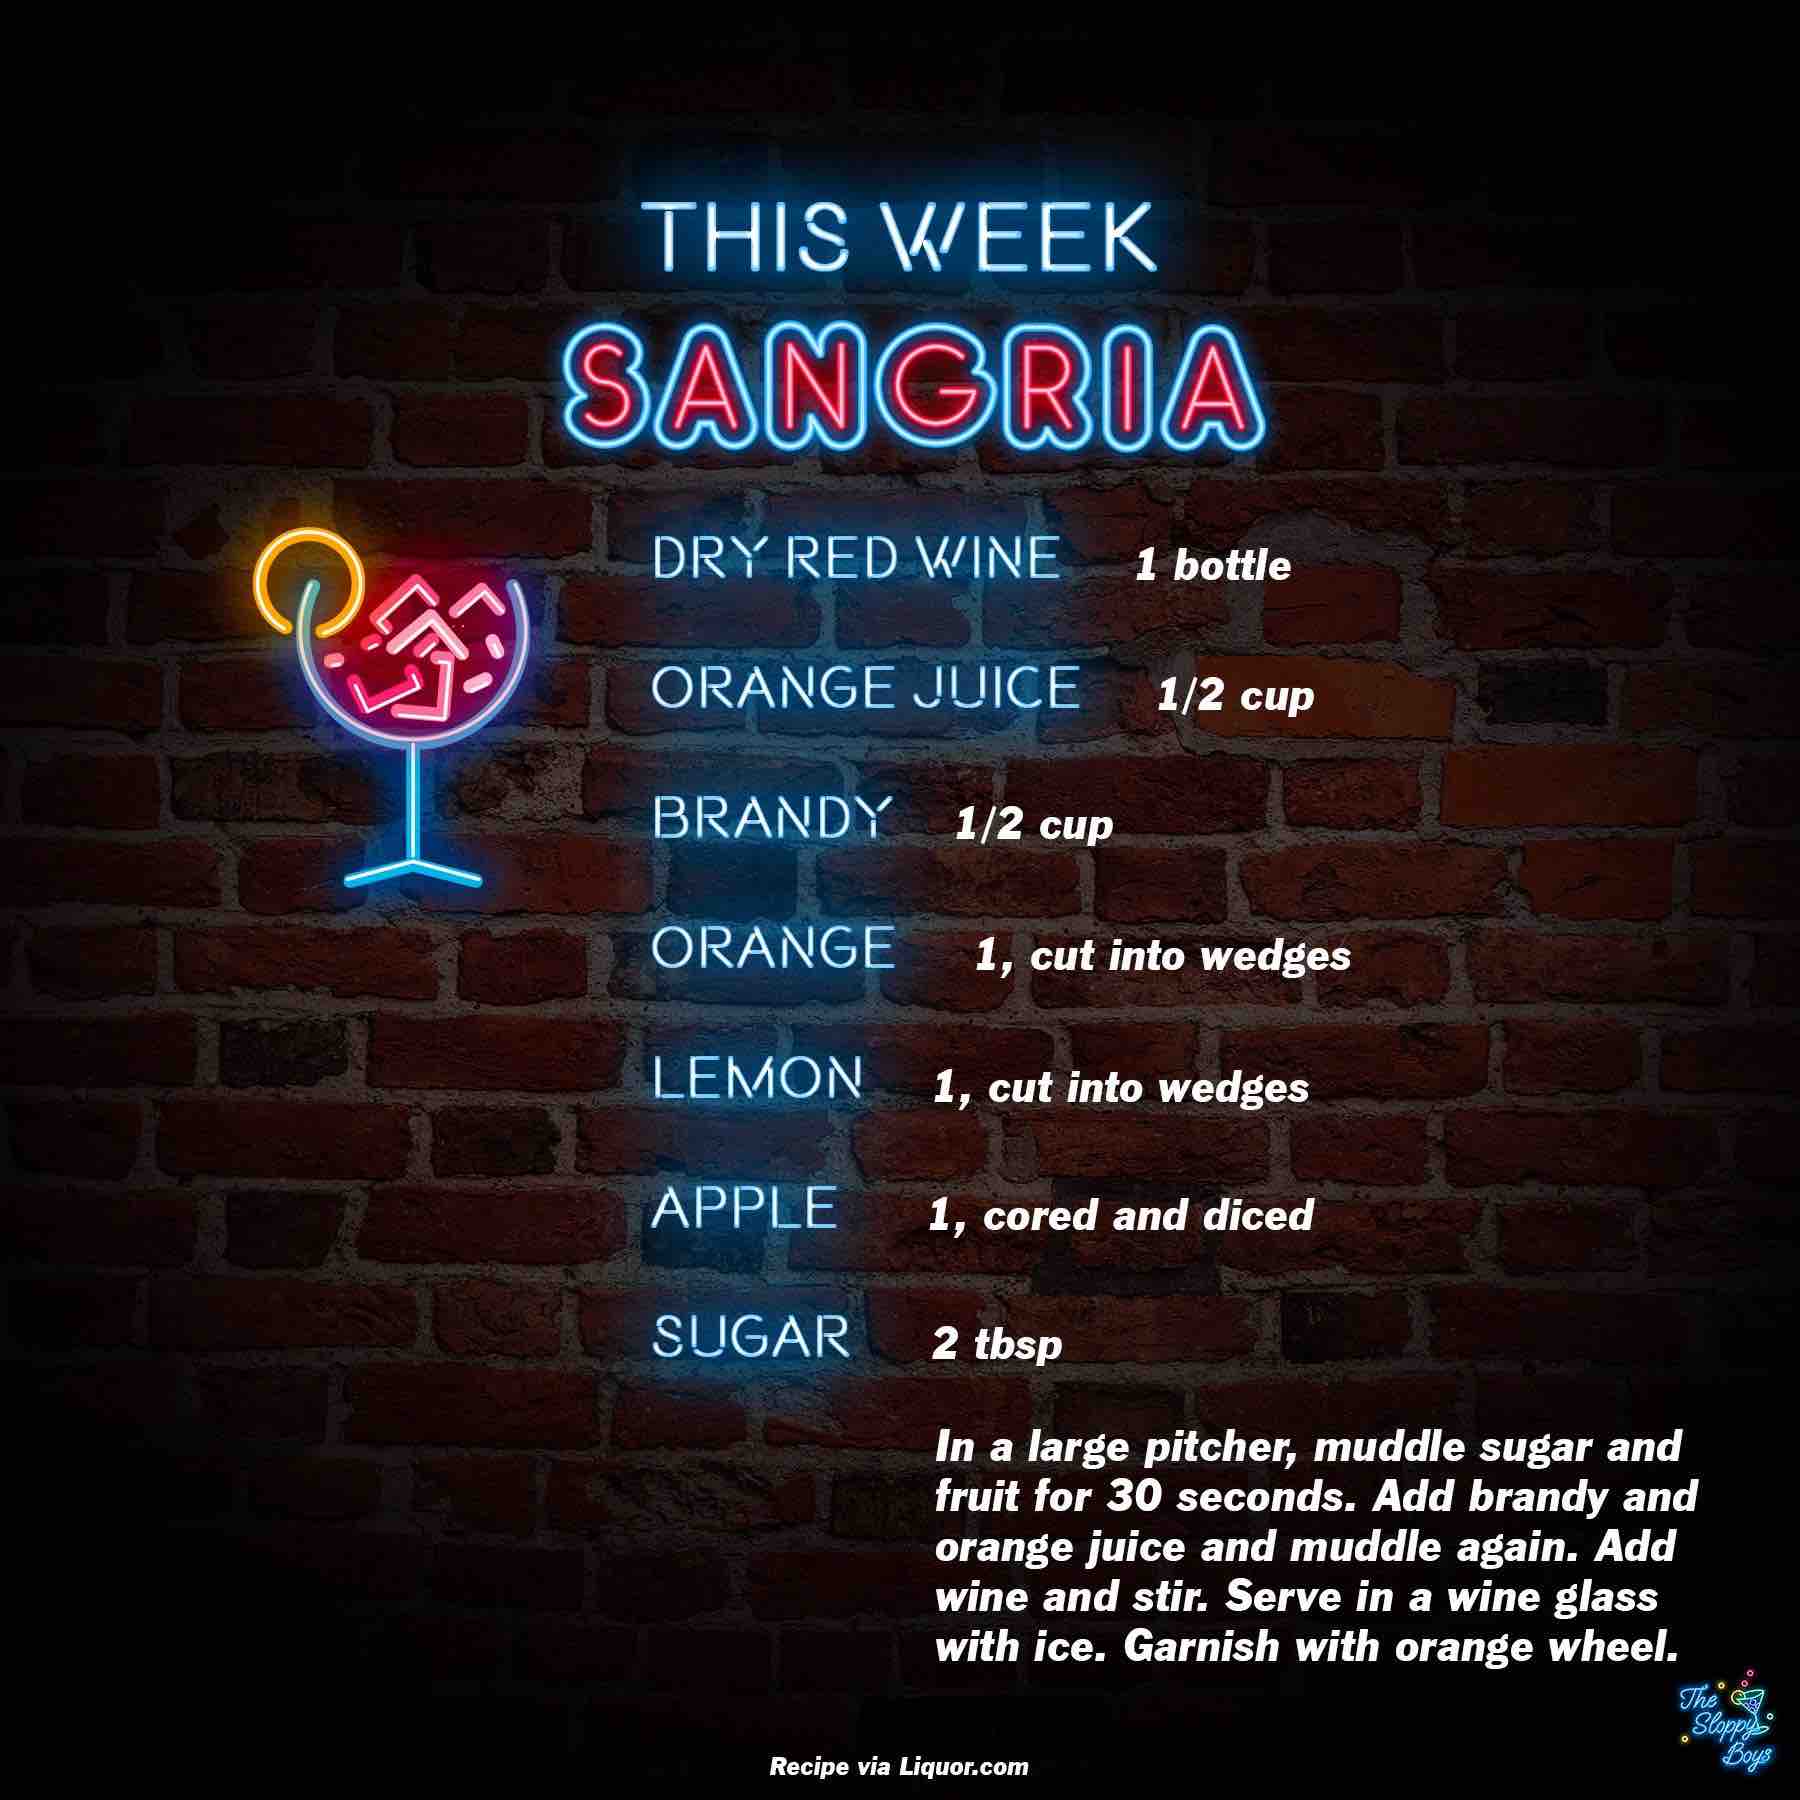 THIS WEEK
SANGRIA
DRY RED WINE 1 bottle
ORANGE JUICE 1/2 cup
BRANDY 1/2 cup
ORANGE 1, cut into wedges
LEMON 1, cut into wedges
APPLE 1, cored and diced
SUGAR 2 tbsp
In a large pitcher, muddle sugar and
fruit for 30 seconds. Add brandy and
orange juice and muddle again. Add
wine and stir. Serve in a wine glass
with ice. Garnish with orange wheel.
The
Sloppy
Boys
Recipe via Liquor.com